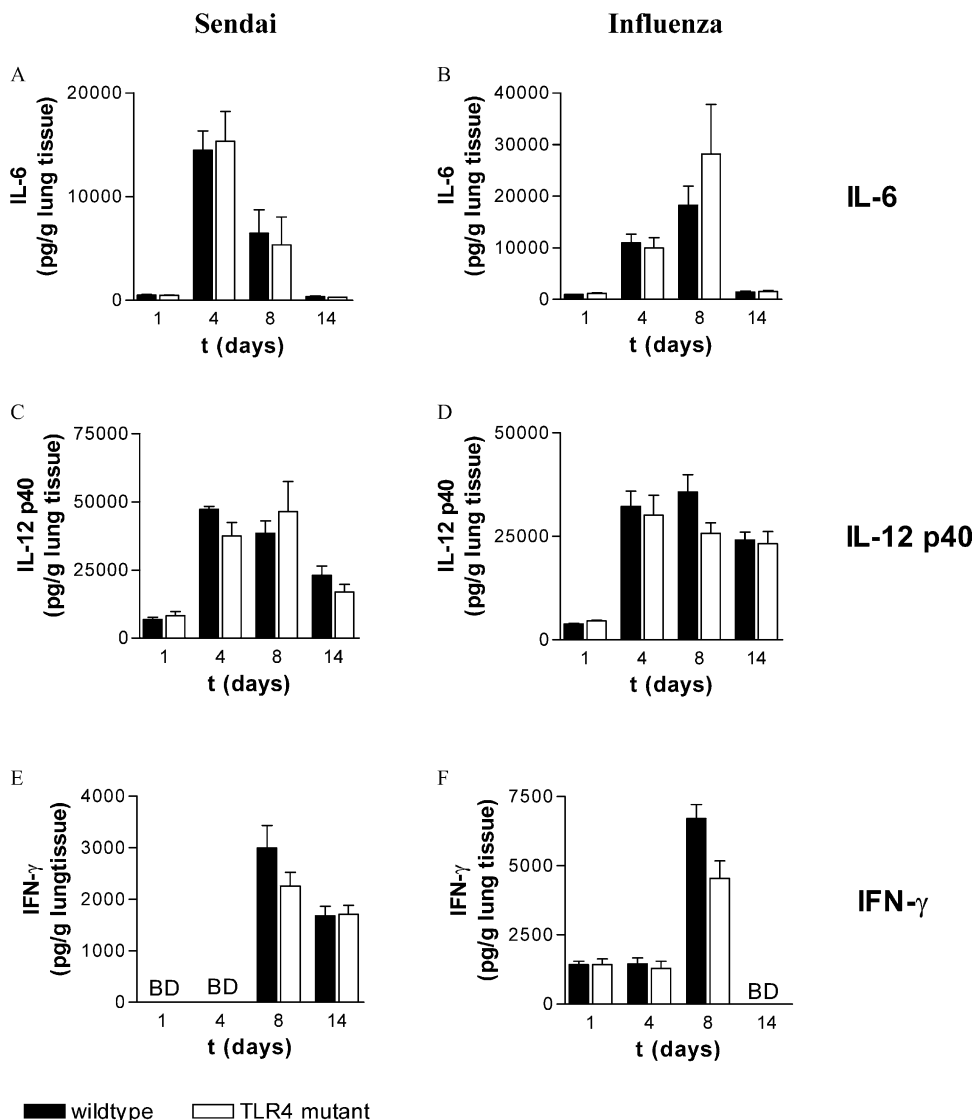 Sendai
Influenza
A
IL-6
(pg/g lung tissue)
20000
10000
0
1 4 8 14
t (days)
B
IL-6
(pg/g lung tissue)
40000
30000
20000
10000
0
1 4 8 14
t (days)
IL-6
C
IL-12 p40
(pg/g lung tissue)
75000
50000
25000
0
1 4 8 14
t (days)
D
IL-12 p40
(pg/g lung tissue)
50000
25000
0
1 4 8 14
t (days)
IL-12 p40
E
IFN-γ
(pg/g lungtissue)
4000
3000
2000
1000
0
BD BD
1 4 8 14
t (days)
F
IFN-γ
(pg/g lung tissue)
7500
5000
2500
0
BD
1 4 8 14
t (days)
IFN-γ
wildtype
TLR4 mutant